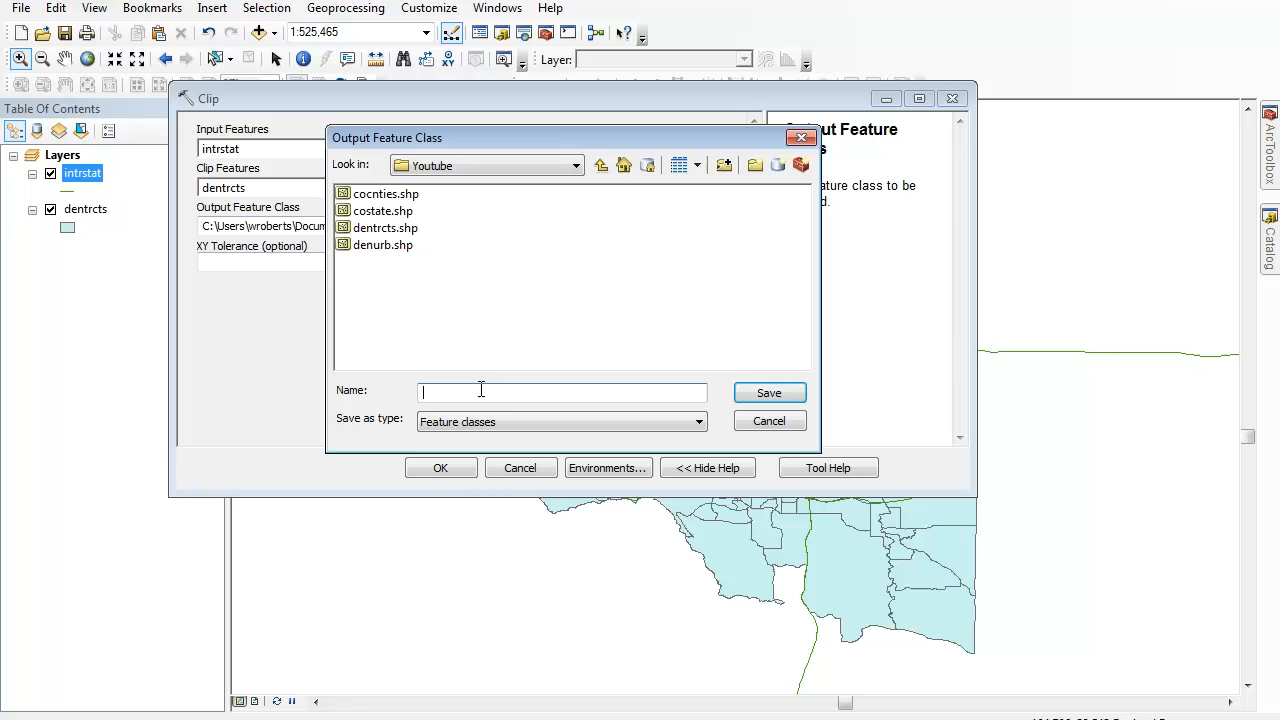 File Edit View Bookmarks Insert Selection Geoprocessing Customize Windows Help
1:525,465
Layer:
Table Of Contents
Layers
intrstat
dentrcts
Clip
Input Features
intrstat
Clip Features
dentrcts
Output Feature Class
C:\Users\wroberts\Docum
XY Tolerance (optional)
Output Feature Class
Look in: Youtube
cocnties.shp
costate.shp
dentrcts.shp
denurb.shp
Name:
Save
Save as type: Feature classes
Cancel
Feature
ature class to be
d.
OK Cancel Environments... << Hide Help Tool Help
ArcToolbox
Catalog